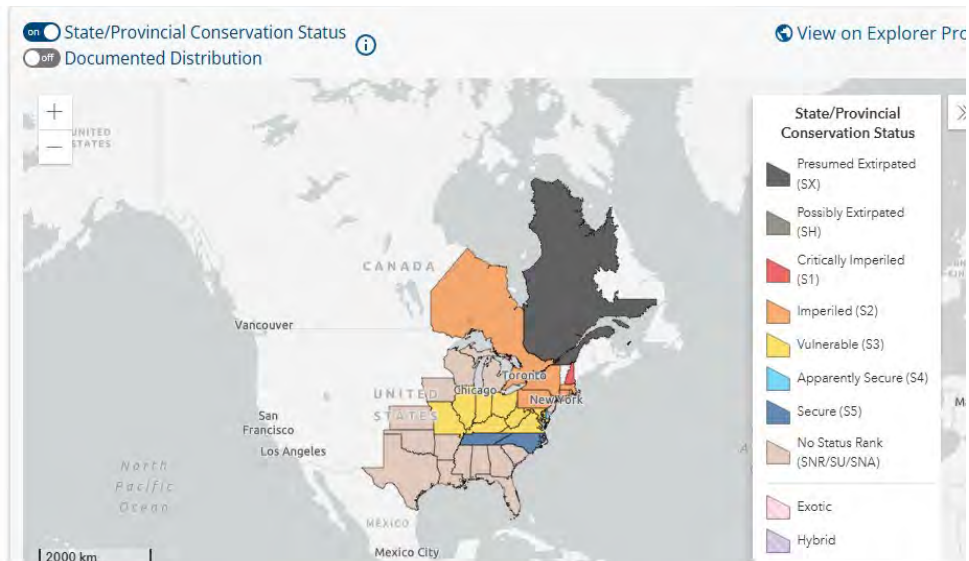 on State/Provincial Conservation Status
off Documented Distribution
View on Explorer Pro
+
−
UNITED
STATES
CANADA
Vancouver
Toronto
Chicago
UNITED
STATES
New York
San
Francisco
Los Angeles
North
Pacific
Ocean
MÉXICO
Mexico City
2000 km
State/Provincial
Conservation Status
Presumed Extirpated
(SX)
Possibly Extirpated
(SH)
Critically Imperiled
(S1)
Imperiled (S2)
Vulnerable (S3)
Apparently Secure (S4)
Secure (S5)
No Status Rank
(SNR/SU/SNA)
Exotic
Hybrid